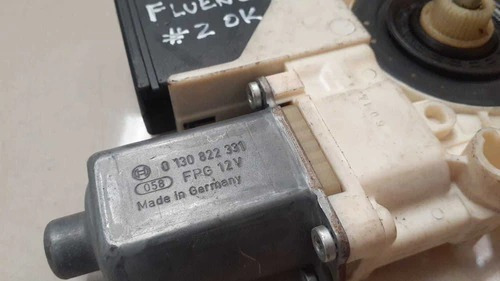 FLUEN
#2 OK
0 130 822 331
058 FPG 12V
Made in Germany